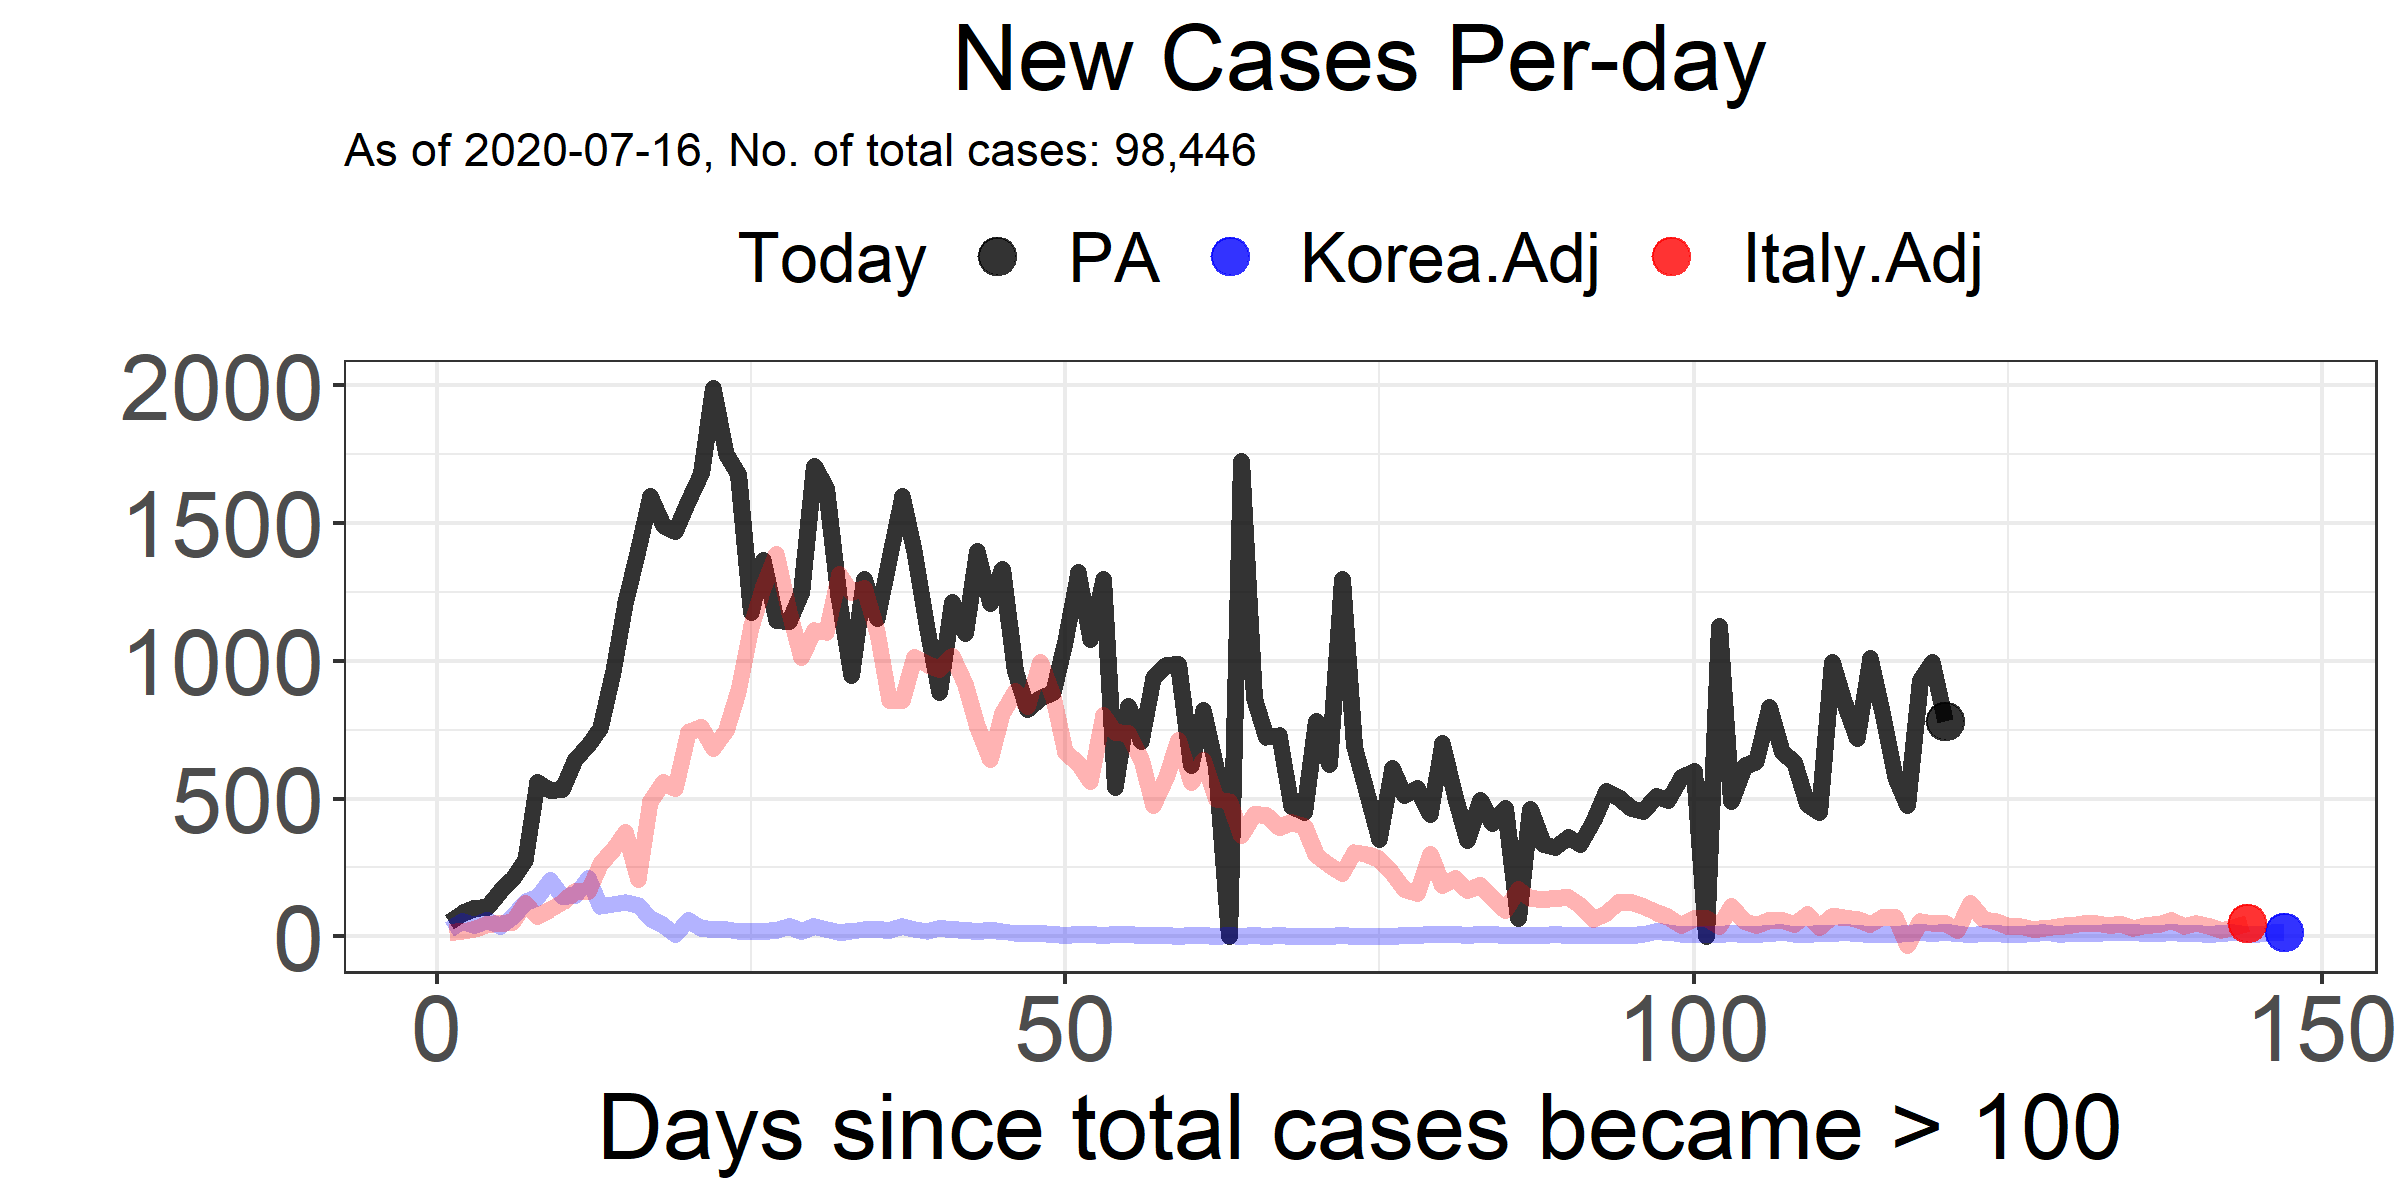 New Cases Per-day
As of 2020-07-16, No. of total cases: 98,446
Today PA Korea.Adj Italy.Adj
2000
1500
1000
500
0
0 50 100 150
Days since total cases became > 100